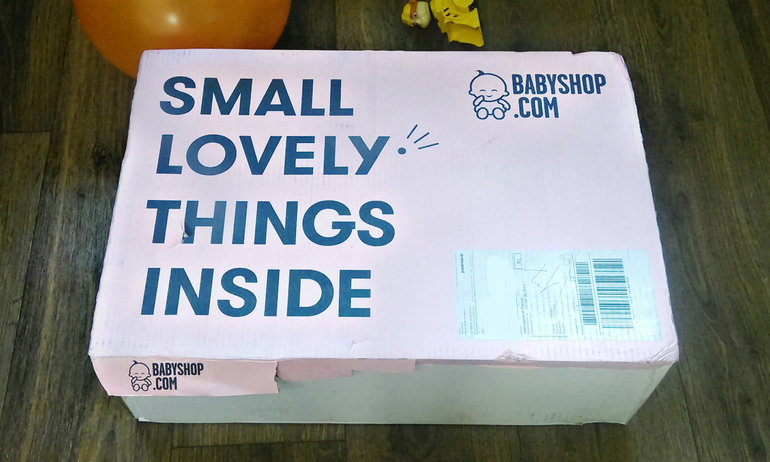 SMALL
LOVELY
THINGS
INSIDE
BABYSHOP
.COM
BABYSHOP
.COM